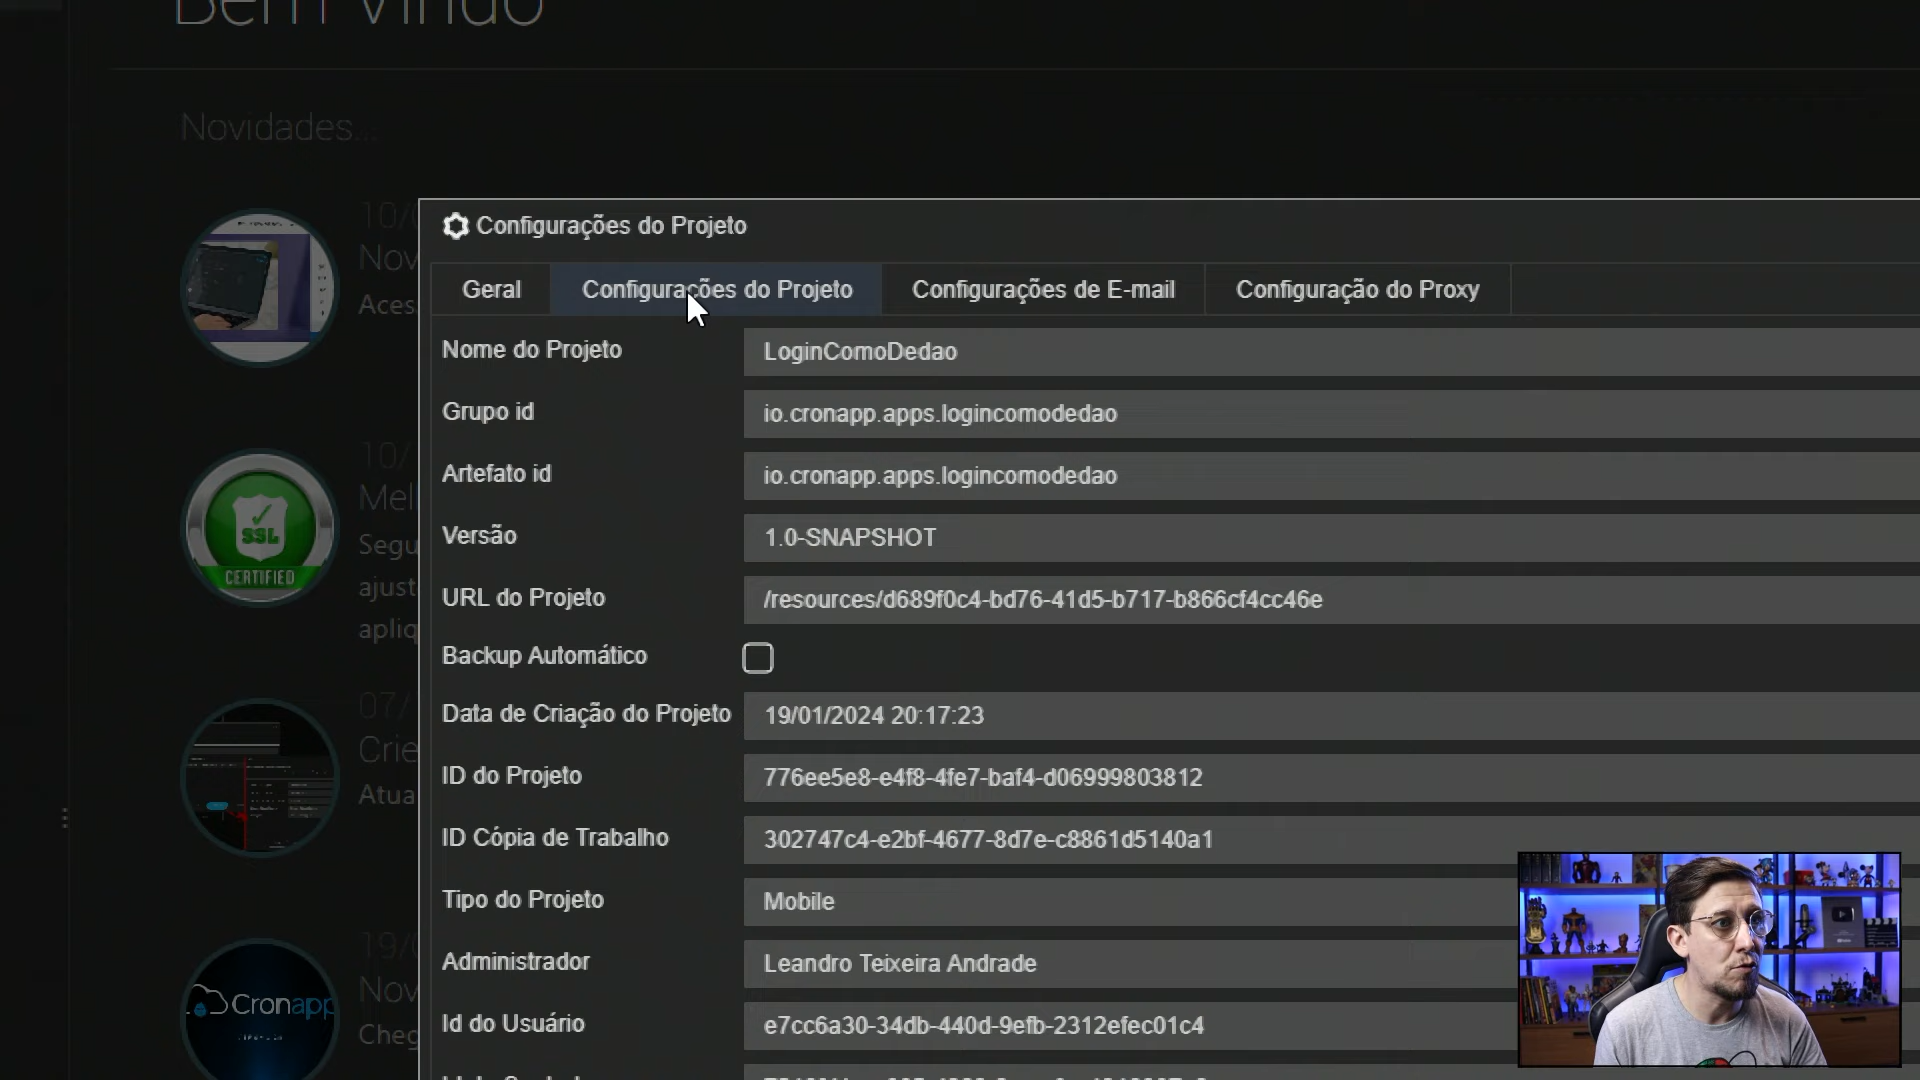 Bem Vindo
Novidades...
Configurações do Projeto
Geral
Configurações do Projeto
Configurações de E-mail
Configuração do Proxy
Nome do Projeto
LoginComoDedao
Grupo id
io.cronapp.apps.logincomodedao
Artefato id
io.cronapp.apps.logincomodedao
Versão
1.0-SNAPSHOT
URL do Projeto
/resources/d689f0c4-bd76-41d5-b717-b866cf4cc46e
Backup Automático
Data de Criação do Projeto
19/01/2024 20:17:23
ID do Projeto
776ee5e8-e4f8-4fe7-baf4-d06999803812
ID Cópia de Trabalho
302747c4-e2bf-4677-8d7e-c8861d5140a1
Tipo do Projeto
Mobile
Administrador
Leandro Teixeira Andrade
Id do Usuário
e7cc6a30-34db-440d-9efb-2312efec01c4
10/
Nov
Aces
SSL
CERTIFIED
10/
Mel
Segu
ajust
apliq
07/
Crie
Atua
19/
Nov
Cheg
Cronapp